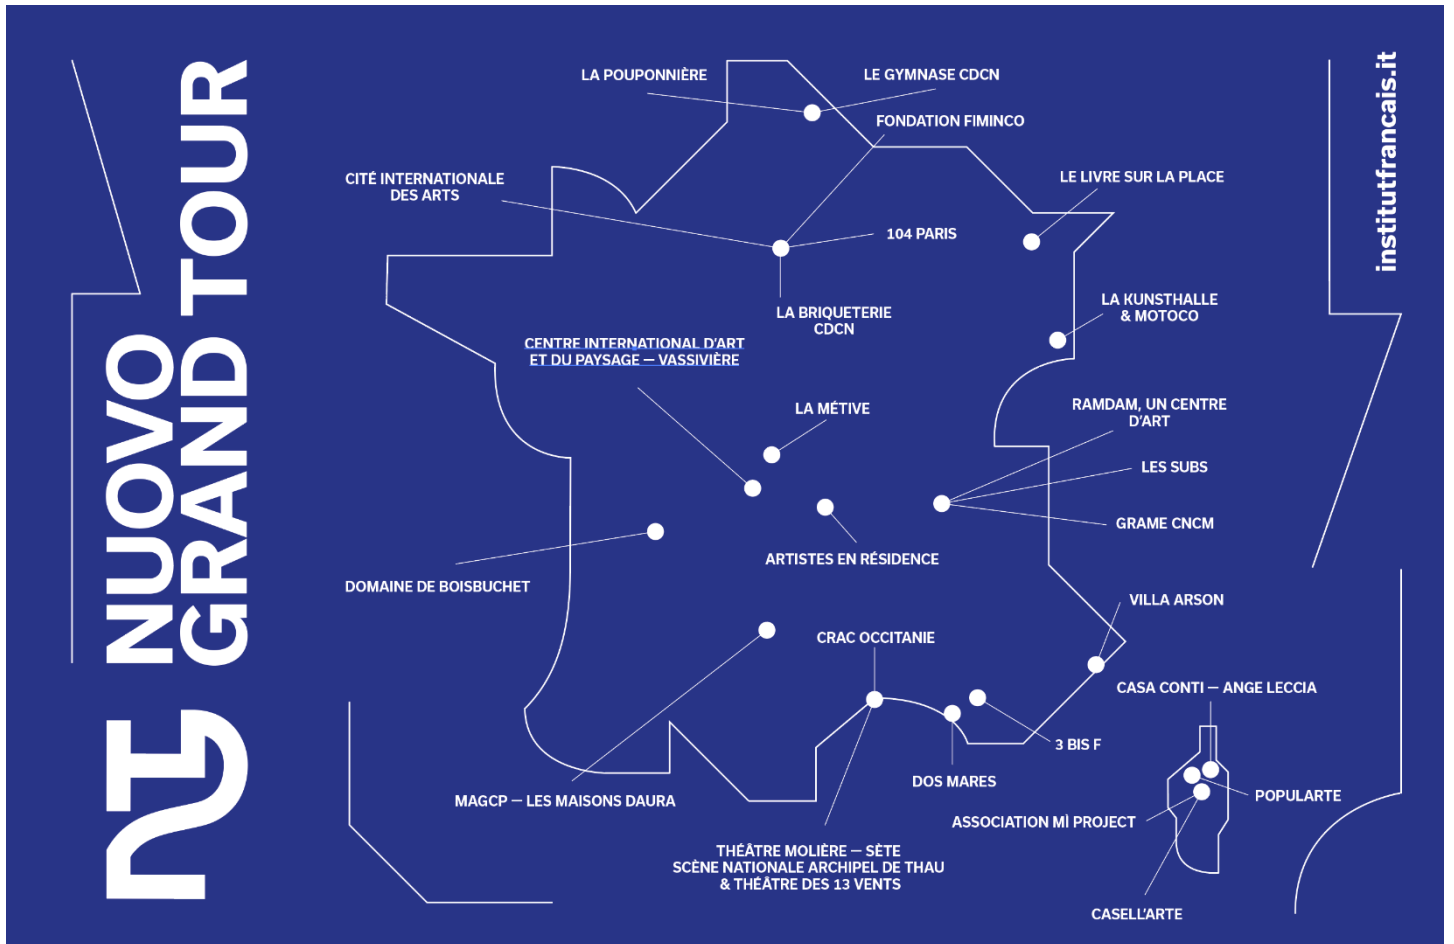 NUOVO
GRAND TOUR
institutfrancais.it
LA POUPONNIÈRE
LE GYMNASE CDCN
FONDATION FIMINCO
CITÉ INTERNATIONALE
DES ARTS
LE LIVRE SUR LA PLACE
104 PARIS
LA BRIQUETERIE
CDCN
LA KUNSTHALLE
& MOTOCO
CENTRE INTERNATIONAL D'ART
ET DU PAYSAGE — VASSIVIÈRE
LA MÉTIVE
RAMDAM, UN CENTRE
D'ART
LES SUBS
GRAME CNCM
ARTISTES EN RÉSIDENCE
DOMAINE DE BOISBUCHET
VILLA ARSON
CRAC OCCITANIE
CASA CONTI — ANGE LECCIA
3 BIS F
DOS MARES
MAGCP — LES MAISONS DAURA
POPULARTE
ASSOCIATION MÌ PROJECT
THÉÂTRE MOLIÈRE — SÈTE
SCÈNE NATIONALE ARCHIPEL DE THAU
& THÉÂTRE DES 13 VENTS
CASELL'ARTE